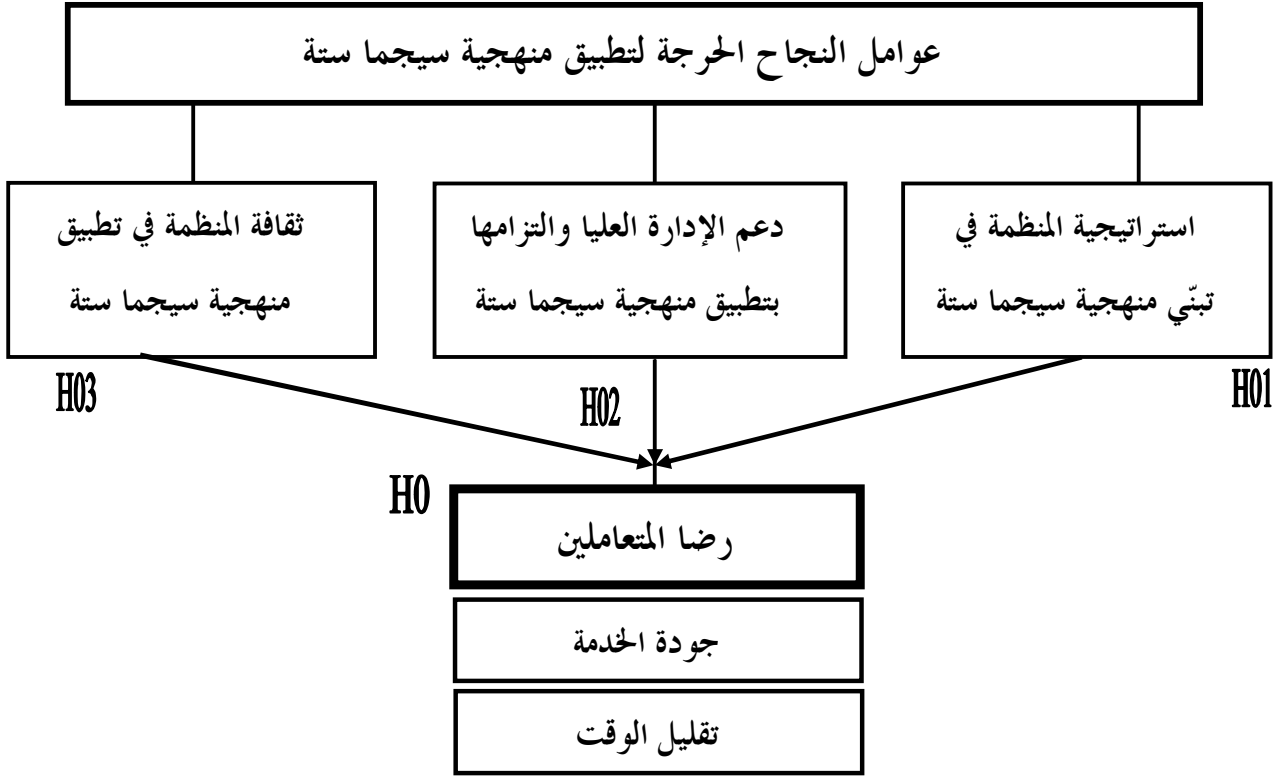 عوامل النجاح الحرجة لتطبيق منهجية سيجما ستة
استراتيجية المنظمة في
تبنّي منهجية سيجما ستة
دعم الإدارة العليا والتزامها
بتطبيق منهجية سيجما ستة
ثقافة المنظمة في تطبيق
منهجية سيجما ستة
H01
H02
H03
H0
رضا المتعاملين
جودة الخدمة
تقليل الوقت